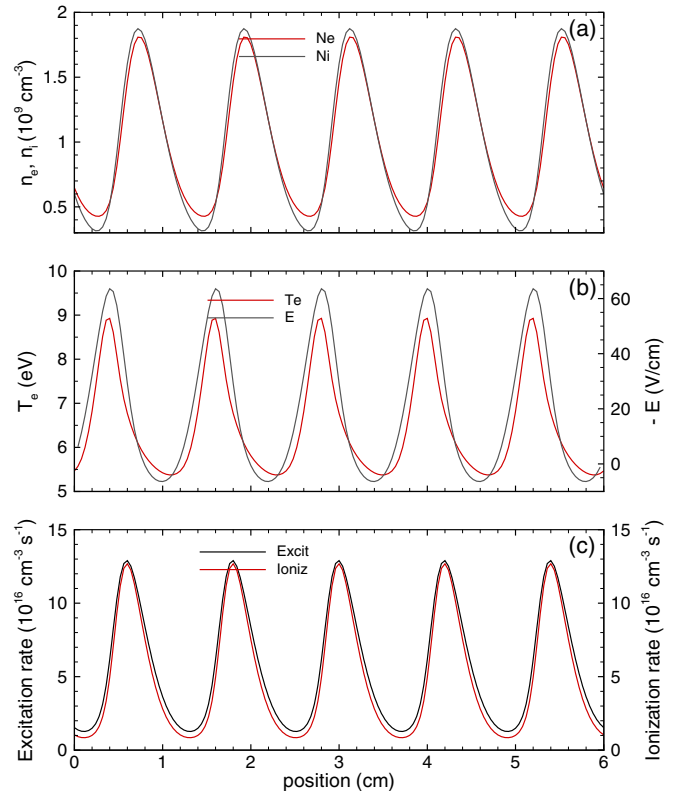 2
1.5
1
0.5
n_e, n_i (10^9 cm^-3)
(a)
Ne
Ni
10
9
8
7
6
5
T_e (eV)
(b)
Te
E
60
40
20
0
- E (V/cm)
15
10
5
0
Excitation rate (10^16 cm^-3 s^-1)
(c)
Excit
Ioniz
15
10
5
0
Ionization rate (10^16 cm^-3 s^-1)
0 1 2 3 4 5 6
position (cm)